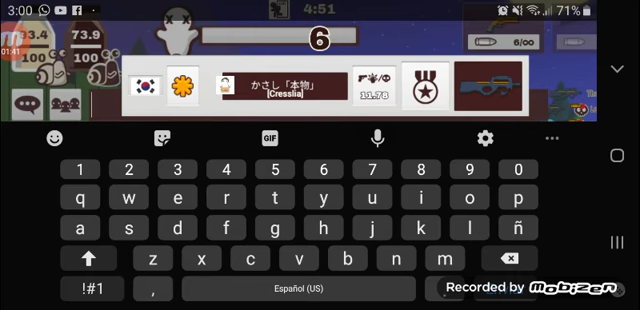 3:00
71%
4:51
33.4
100
73.9
100
01:41
6
6/00
かさし「本物」
[Cresslia]
11.78
GIF
1 2 3 4 5 6 7 8 9 0
q w e r t y u i o p
a s d f g h j k l ñ
z x c v b n m
!#1 , Español (US) .
Recorded by MOBIZEN